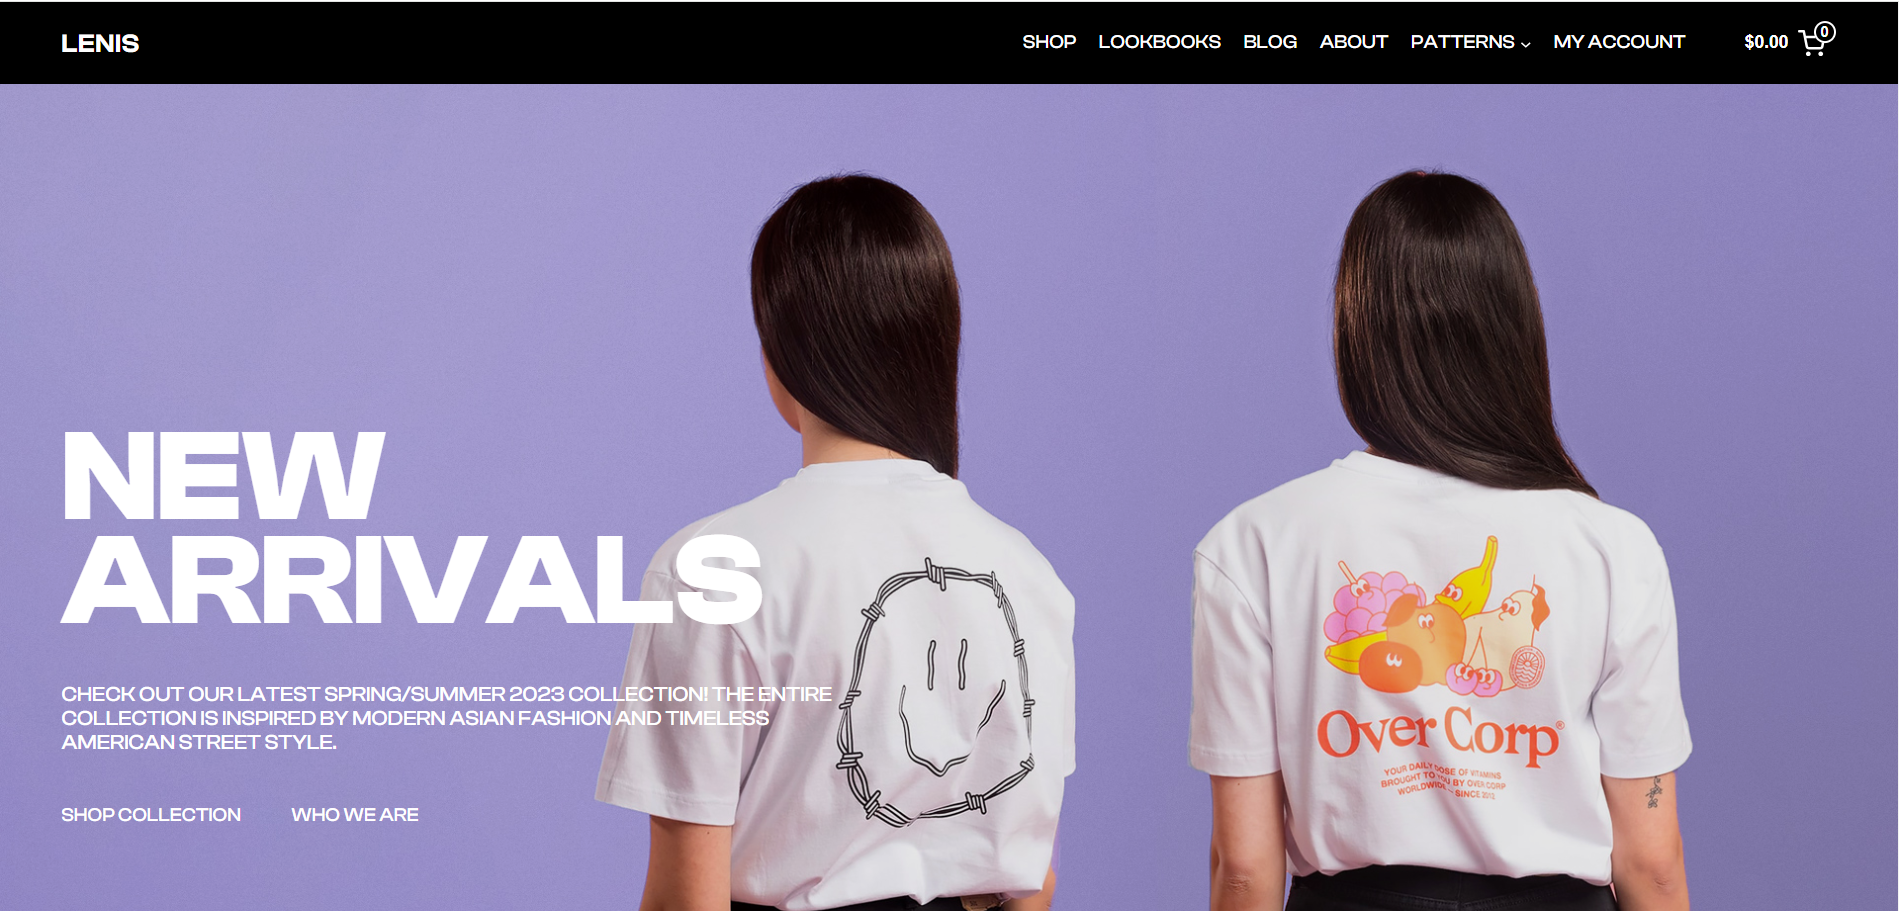 LENIS
SHOP LOOKBOOKS BLOG ABOUT PATTERNS MY ACCOUNT $0.00 0
NEW
ARRIVALS
CHECK OUT OUR LATEST SPRING/SUMMER 2023 COLLECTION! THE ENTIRE
COLLECTION IS INSPIRED BY MODERN ASIAN FASHION AND TIMELESS
AMERICAN STREET STYLE.
SHOP COLLECTION WHO WE ARE
Over Corp®
YOUR DAILY DOSE OF VITAMINS
BROUGHT TO YOU BY OVER CORP
WORLDWIDE — SINCE 2012